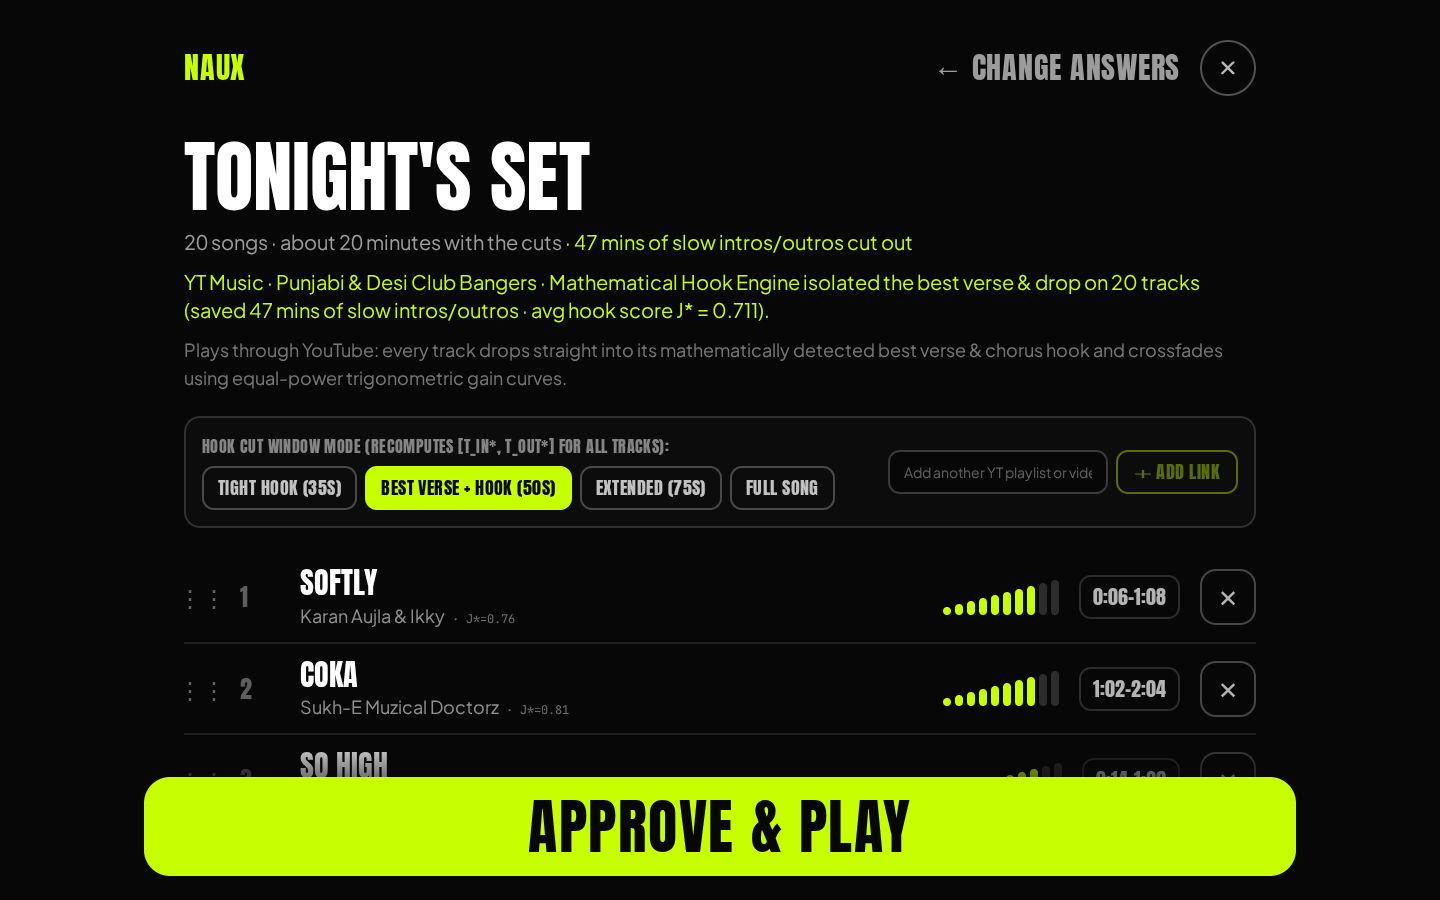 NAUX
← CHANGE ANSWERS ✕
TONIGHT'S SET
20 songs · about 20 minutes with the cuts · 47 mins of slow intros/outros cut out
YT Music · Punjabi & Desi Club Bangers · Mathematical Hook Engine isolated the best verse & drop on 20 tracks
(saved 47 mins of slow intros/outros · avg hook score J* = 0.711).
Plays through YouTube: every track drops straight into its mathematically detected best verse & chorus hook and crossfades
using equal-power trigonometric gain curves.
HOOK CUT WINDOW MODE (RECOMPUTES [T_IN*, T_OUT*] FOR ALL TRACKS):
TIGHT HOOK (35S) BEST VERSE + HOOK (50S) EXTENDED (75S) FULL SONG
Add another YT playlist or vide + ADD LINK
1 SOFTLY 0:06-1:08 ✕
Karan Aujla & Ikky · J*=0.76
2 COKA 1:02-2:04 ✕
Sukh-E Muzical Doctorz · J*=0.81
SO HIGH
APPROVE & PLAY